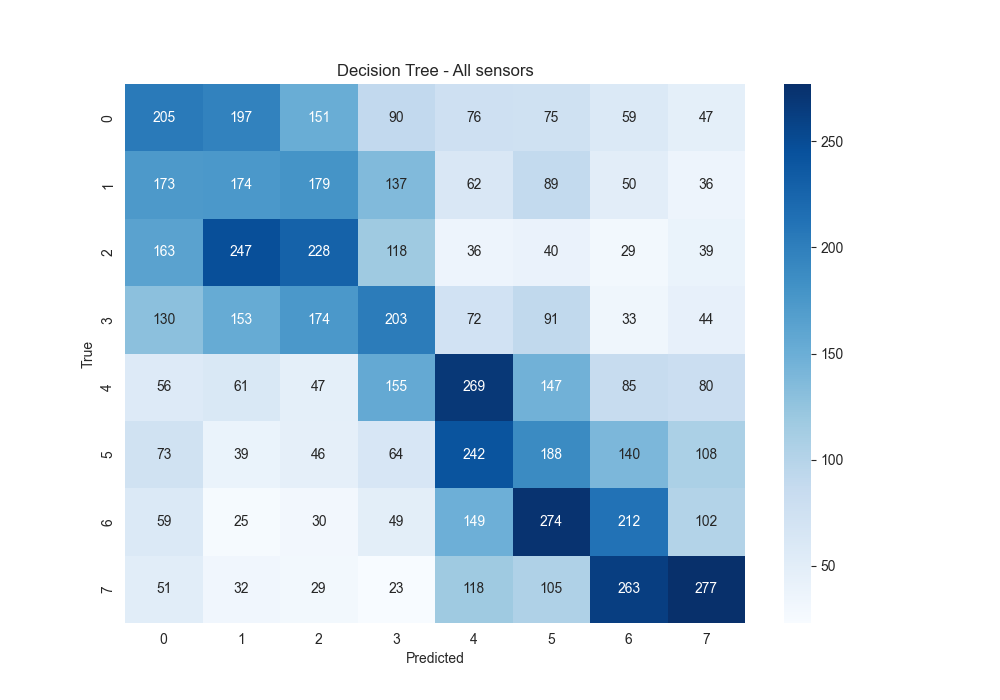 Decision Tree - All sensors
True
0 205 197 151 90 76 75 59 47
1 173 174 179 137 62 89 50 36
2 163 247 228 118 36 40 29 39
3 130 153 174 203 72 91 33 44
4 56 61 47 155 269 147 85 80
5 73 39 46 64 242 188 140 108
6 59 25 30 49 149 274 212 102
7 51 32 29 23 118 105 263 277
0 1 2 3 4 5 6 7
Predicted
250
200
150
100
50